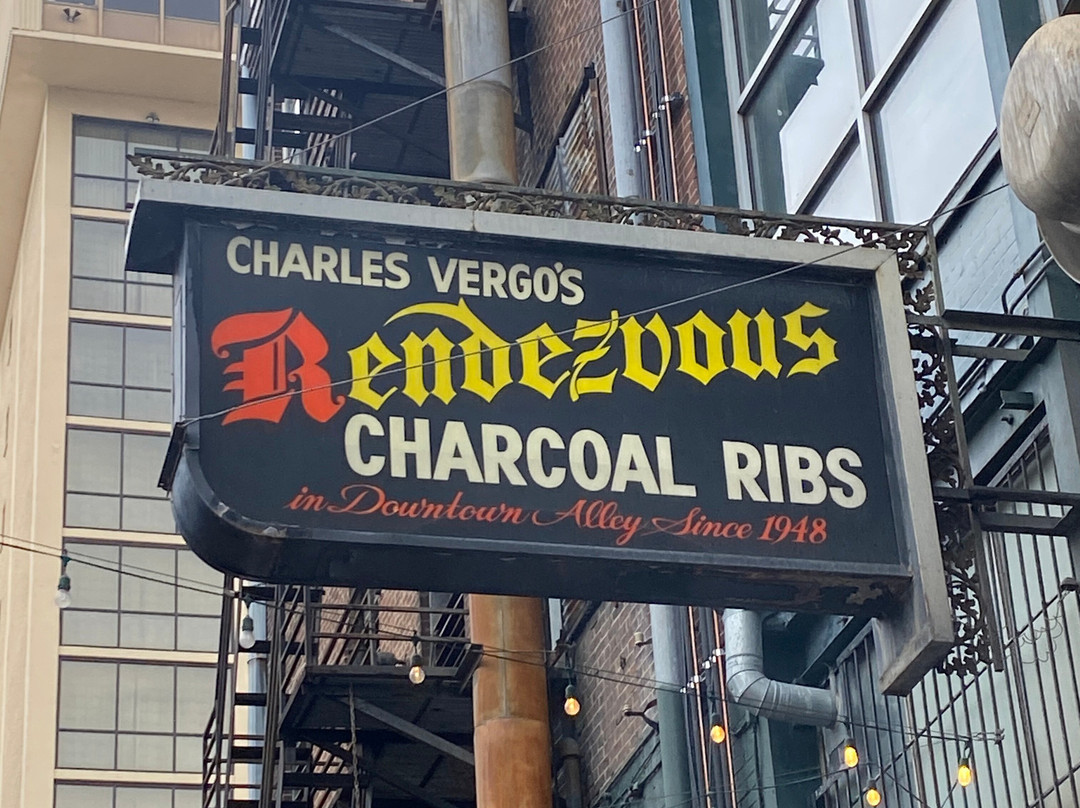 CHARLES VERGO'S
Rendezvous
CHARCOAL RIBS
in Downtown Alley Since 1948